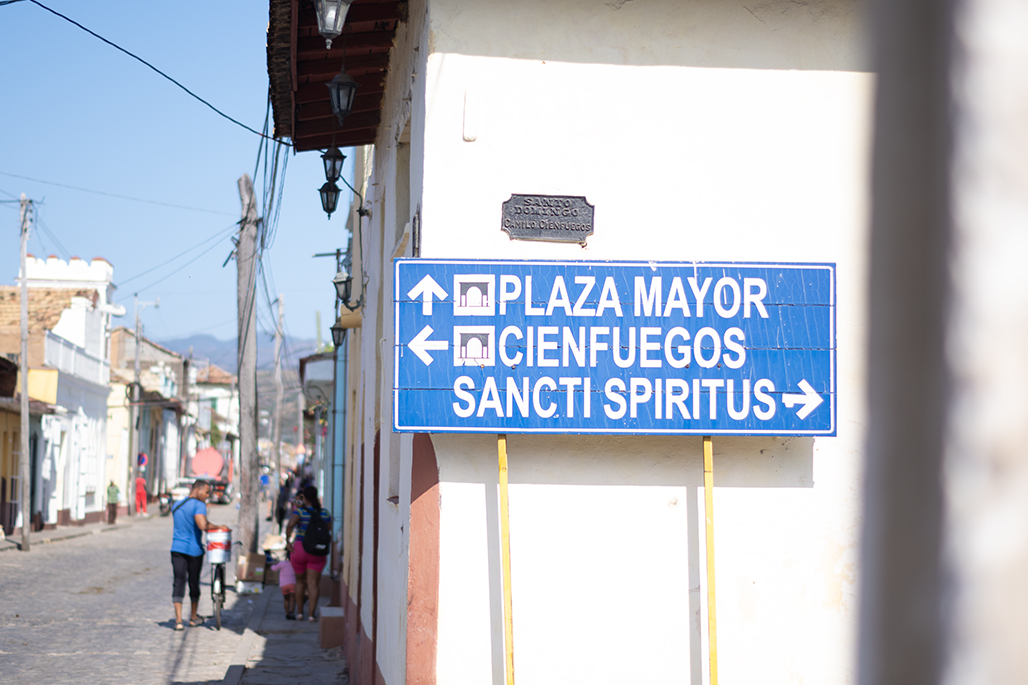 SANTO
DOMINGO
CAMILO CIENFUEGOS
PLAZA MAYOR
CIENFUEGOS
SANCTI SPIRITUS